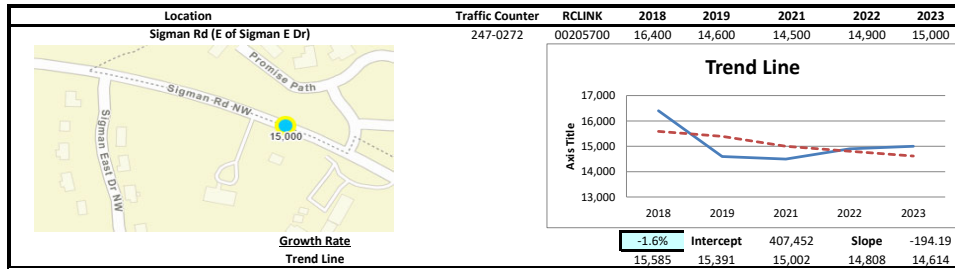 Location Traffic Counter RCLINK 2018 2019 2021 2022 2023
Sigman Rd (E of Sigman E Dr) 247-0272 00205700 16,400 14,600 14,500 14,900 15,000
Promise Path
Sigman Rd NW
15,000
Sigman East Dr NW
Trend Line
17,000
16,000
15,000
14,000
13,000
Axis Title
2018 2019 2021 2022 2023
Growth Rate -1.6% Intercept 407,452 Slope -194.19
Trend Line 15,585 15,391 15,002 14,808 14,614